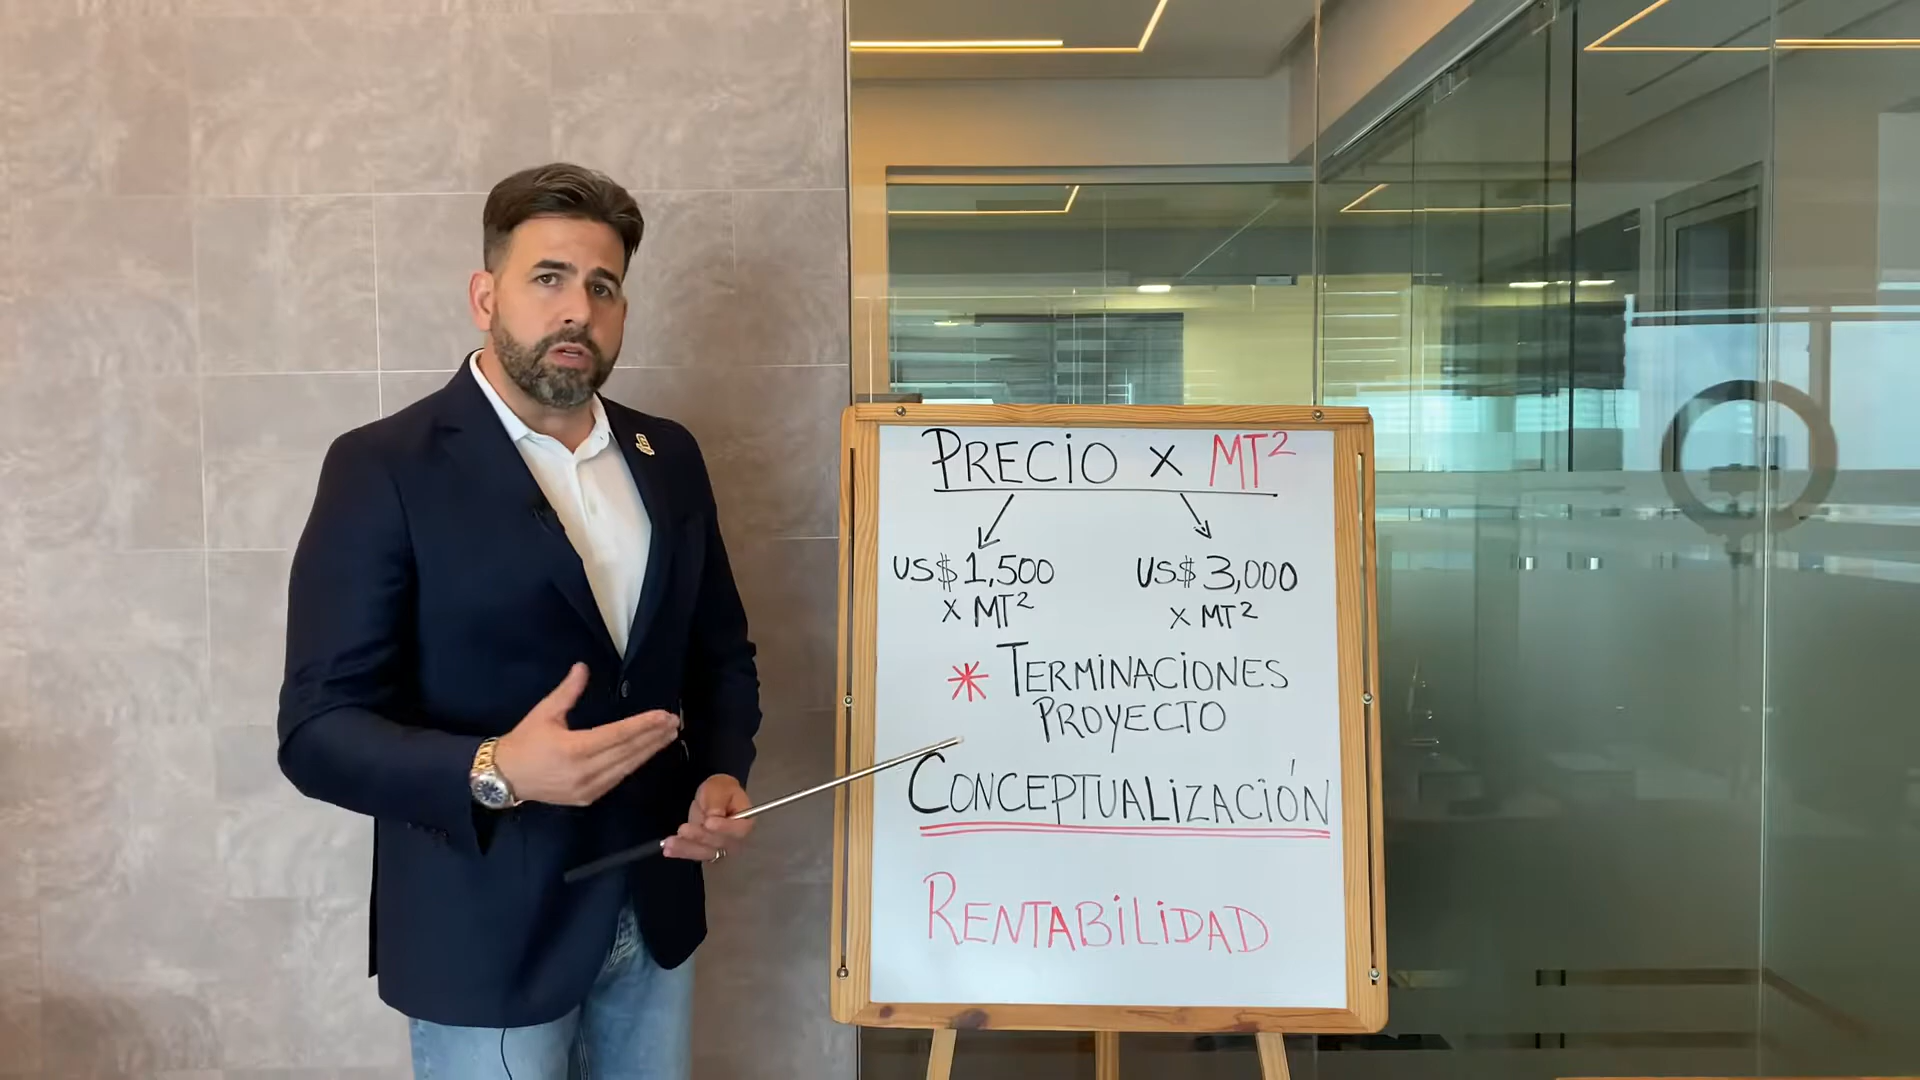 PRECIO X MT²
US$ 1,500
X MT²
US$ 3,000
X MT²
* TERMINACIONES
PROYECTO
CONCEPTUALIZACIÓN
RENTABILIDAD